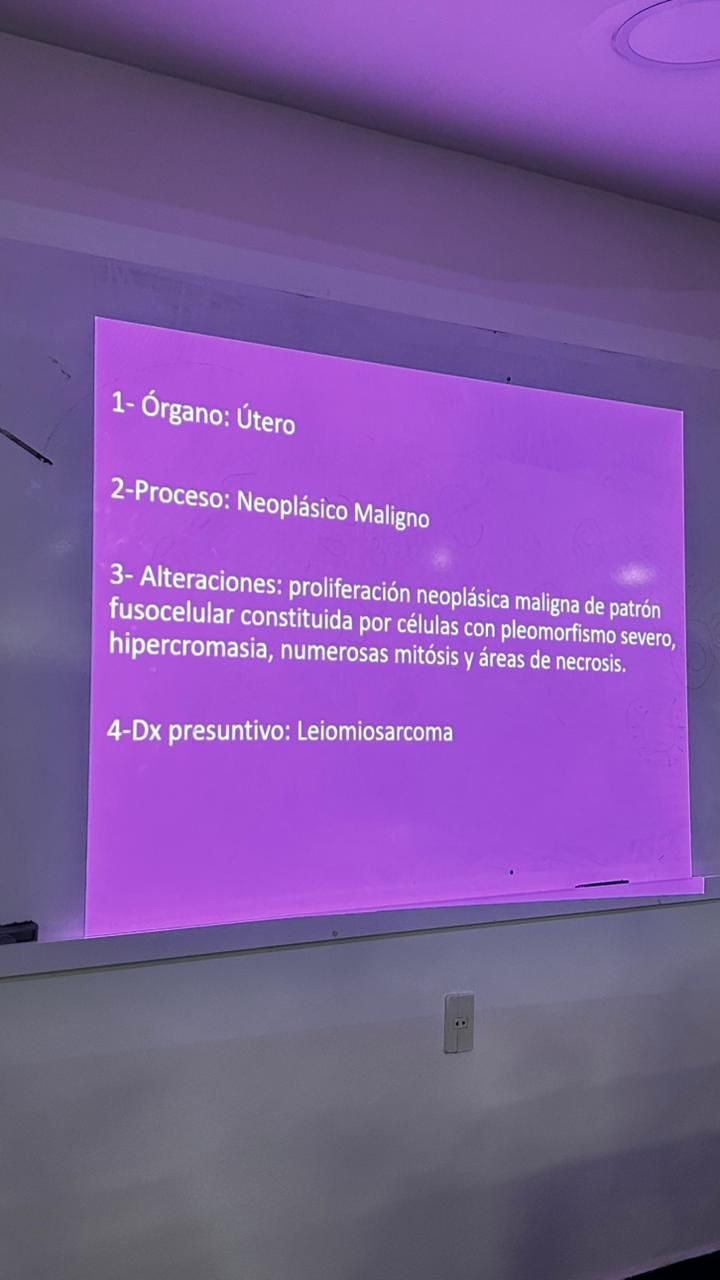 1- Órgano: Útero
2-Proceso: Neoplásico Maligno
3- Alteraciones: proliferación neoplásica maligna de patrón
fusocelular constituida por células con pleomorfismo severo,
hipercromasia, numerosas mitósis y áreas de necrosis.
4-Dx presuntivo: Leiomiosarcoma